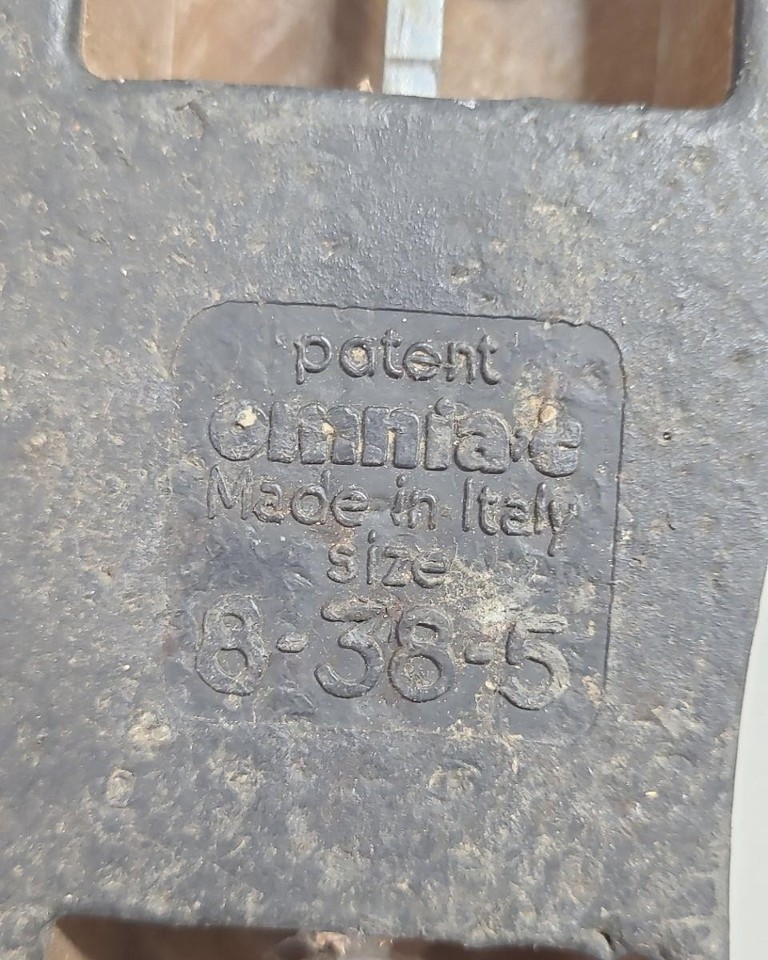 patent
omnia·e
Made in Italy
size
8-38-5